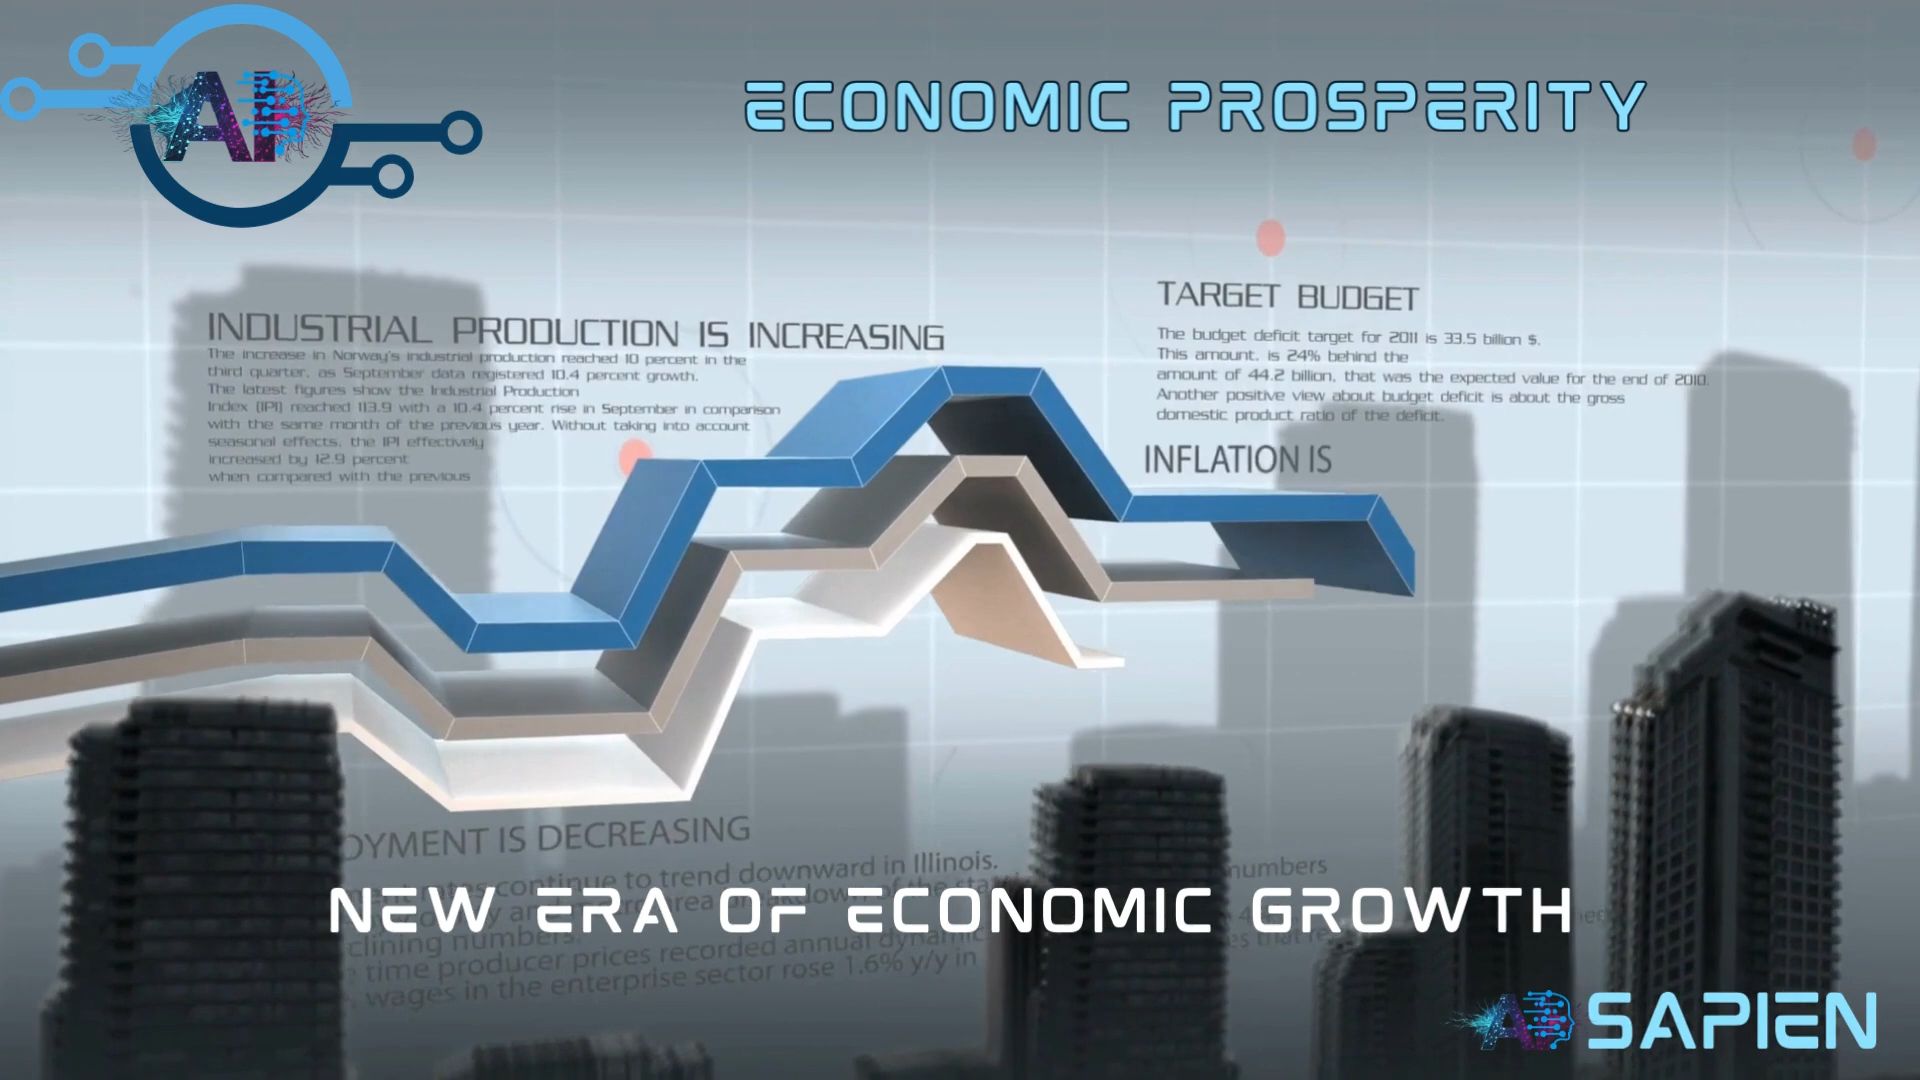 AI
ECONOMIC PROSPERITY
TARGET BUDGET
INDUSTRIAL PRODUCTION IS INCREASING
The increase in Norway's industrial production reached 10 percent in the
third quarter, as September data registered 10.4 percent growth.
The latest figures show the Industrial Production
Index (IPI) reached 113.9 with a 10.4 percent rise in September in comparison
with the same month of the previous year. Without taking into account
seasonal effects, the IPI effectively
increased by 12.9 percent
when compared with the previous
The budget deficit target for 2011 is 33.5 billion $.
This amount, is 24% behind the
amount of 44.2 billion, that was the expected value for the end of 2010.
Another positive view about budget deficit is about the gross
domestic product ratio of the deficit.
INFLATION IS
OYMENT IS DECREASING
rates continue to trend downward in Illinois.
numbers
area breakdown of the
NEW ERA OF ECONOMIC GROWTH
clining numbers.
time producer prices recorded annual dynamic
wages in the enterprise sector rose 1.6% y/y in
AI SAPIEN